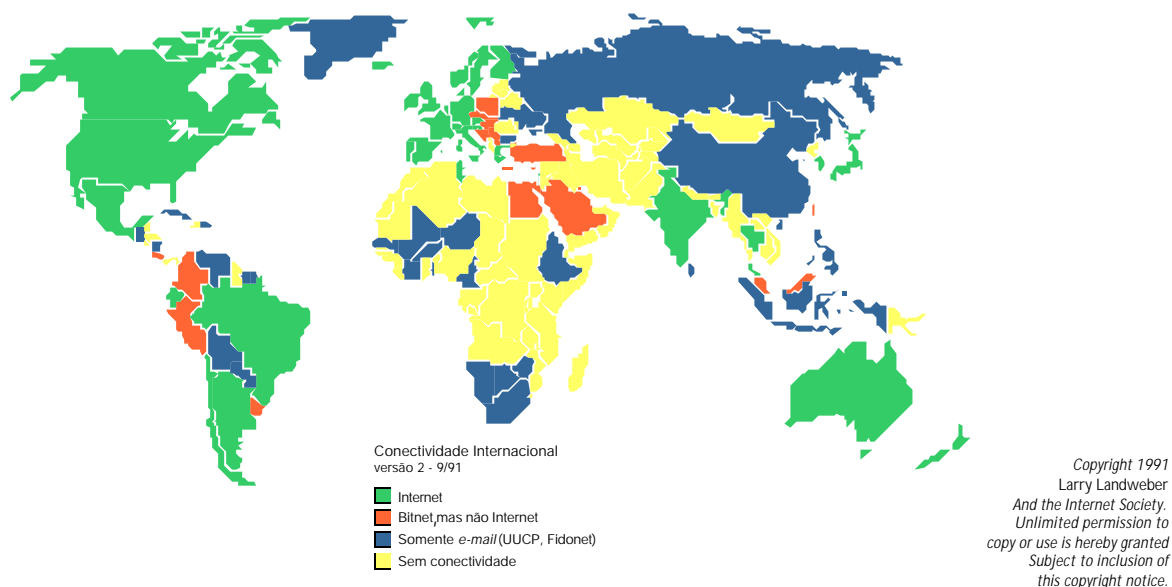 Conectividade Internacional
versão 2 - 9/91
Internet
Bitnet, mas não Internet
Somente e-mail (UUCP, Fidonet)
Sem conectividade
Copyright 1991
Larry Landweber
And the Internet Society.
Unlimited permission to
copy or use is hereby granted
Subject to inclusion of
this copyright notice.